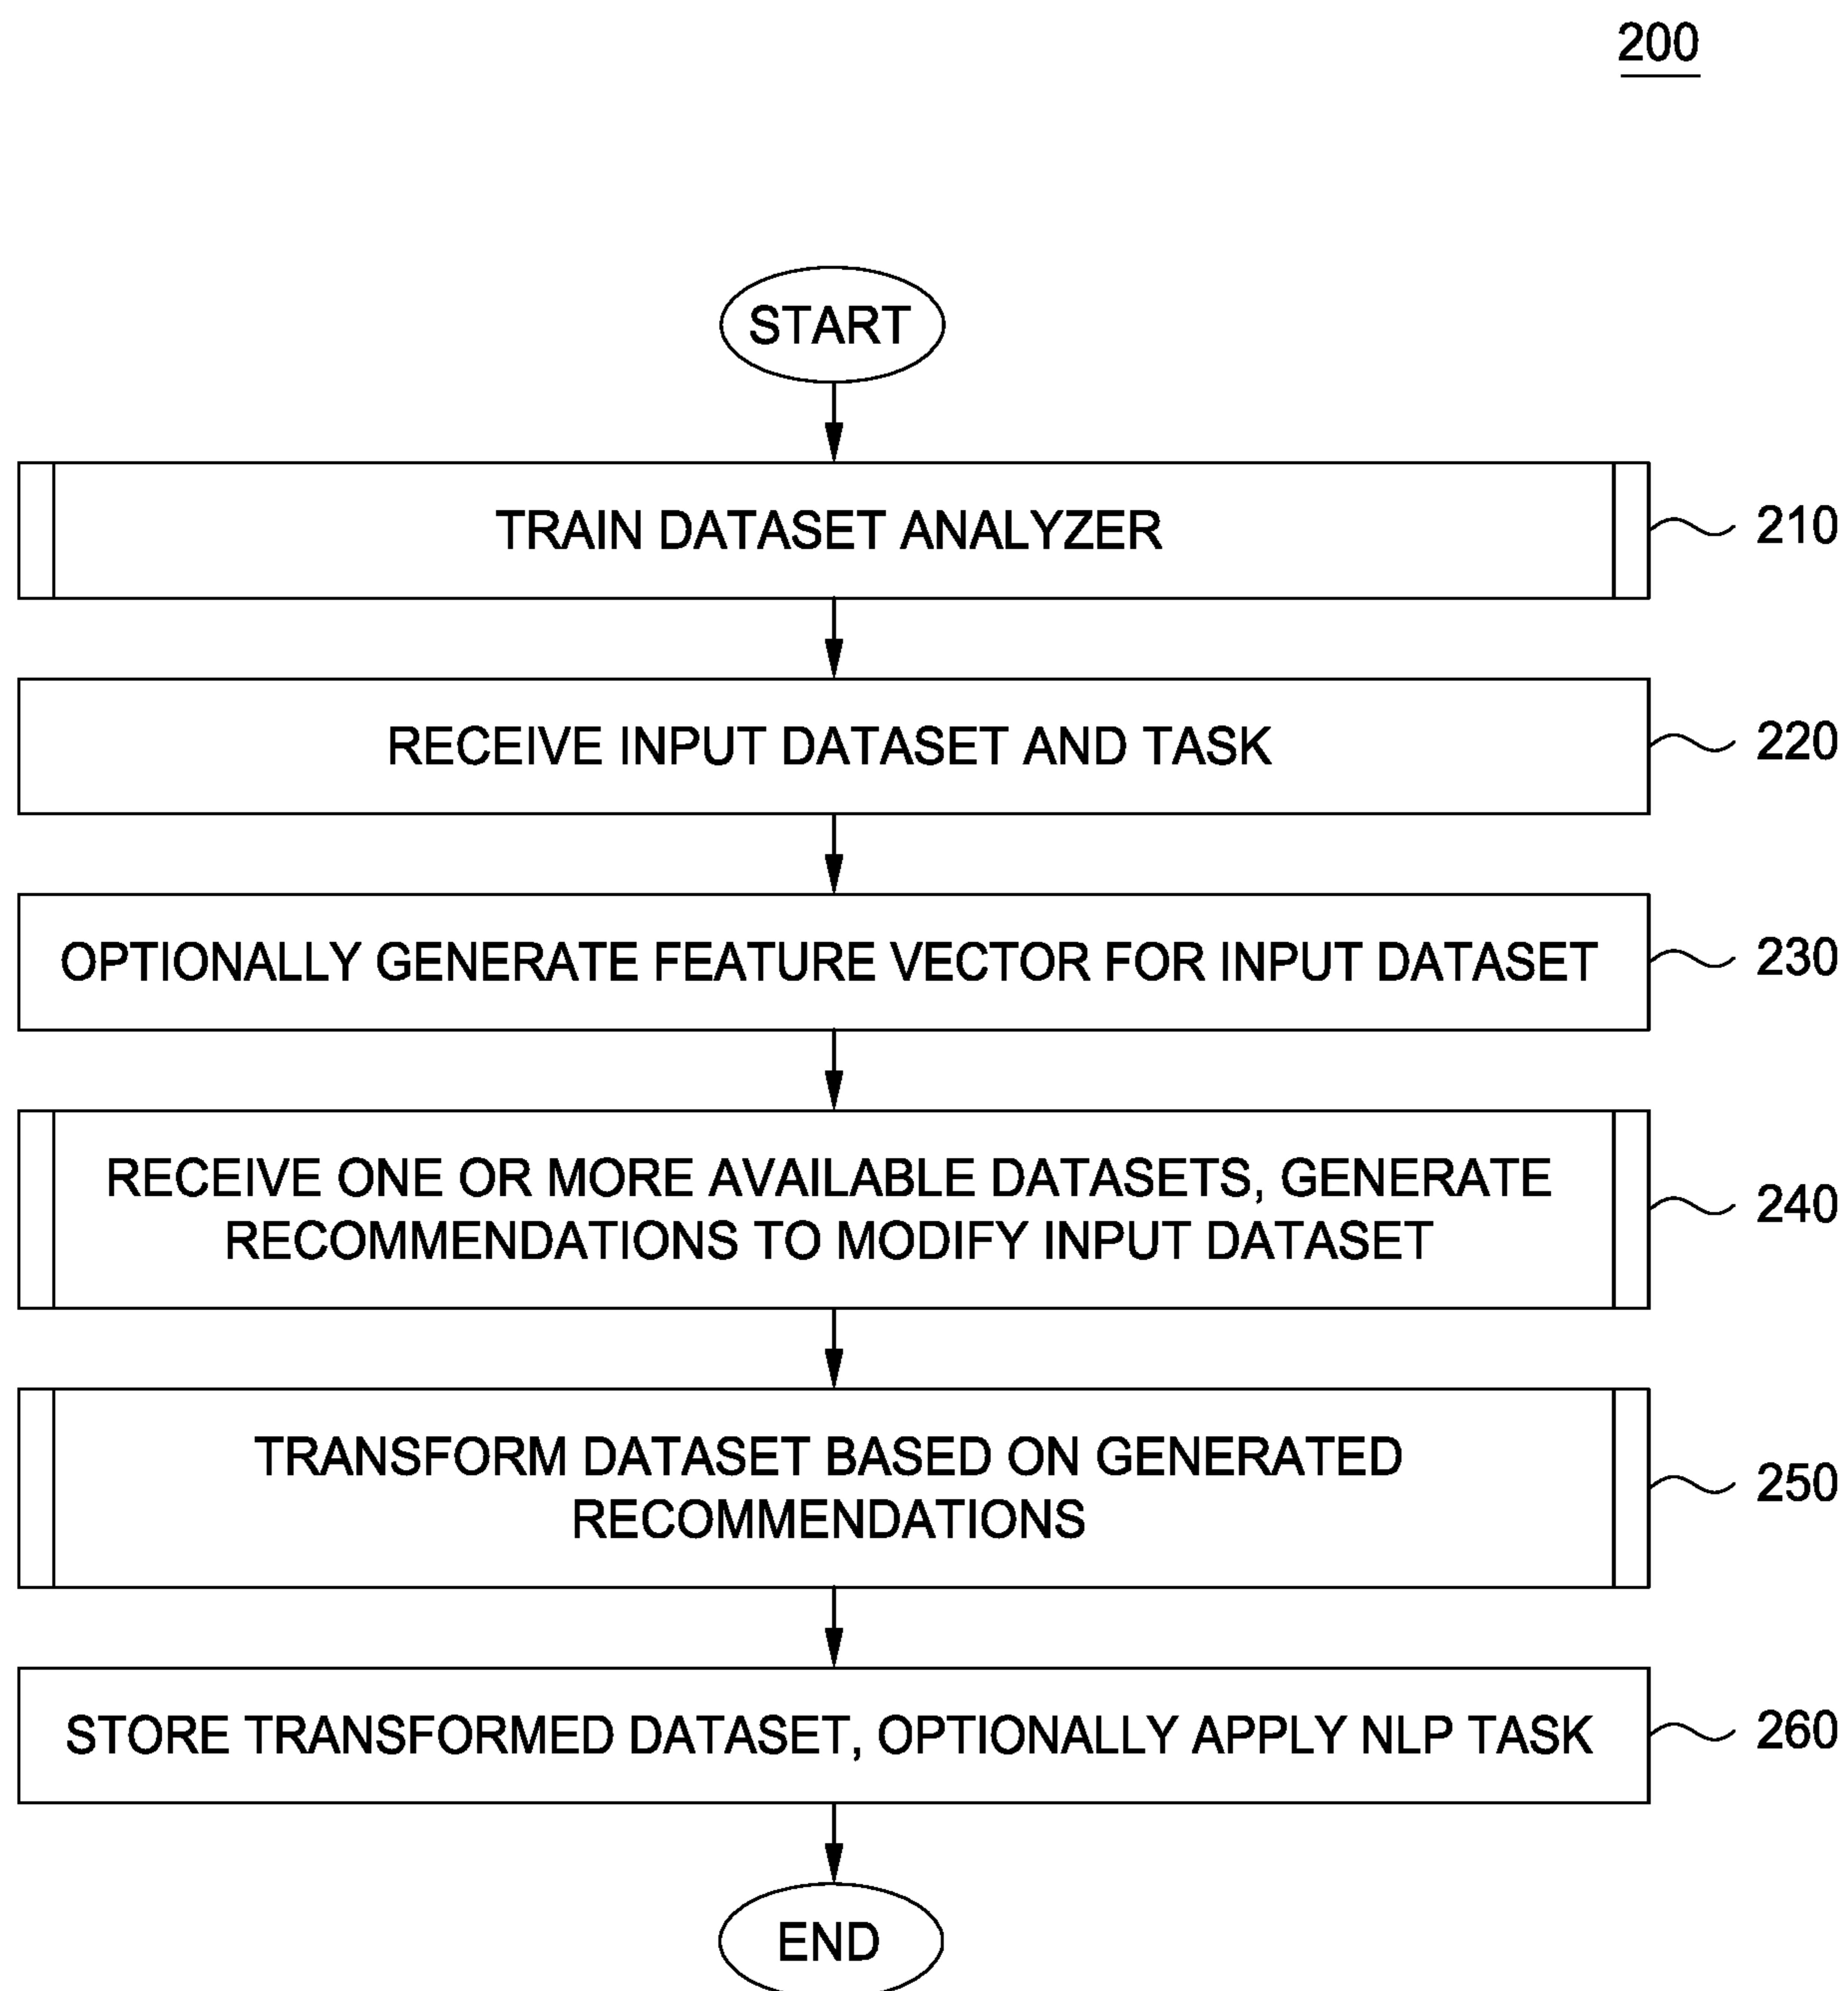 200
START
TRAIN DATASET ANALYZER
210
RECEIVE INPUT DATASET AND TASK
220
OPTIONALLY GENERATE FEATURE VECTOR FOR INPUT DATASET
230
RECEIVE ONE OR MORE AVAILABLE DATASETS, GENERATE
RECOMMENDATIONS TO MODIFY INPUT DATASET
240
TRANSFORM DATASET BASED ON GENERATED
RECOMMENDATIONS
250
STORE TRANSFORMED DATASET, OPTIONALLY APPLY NLP TASK
260
END